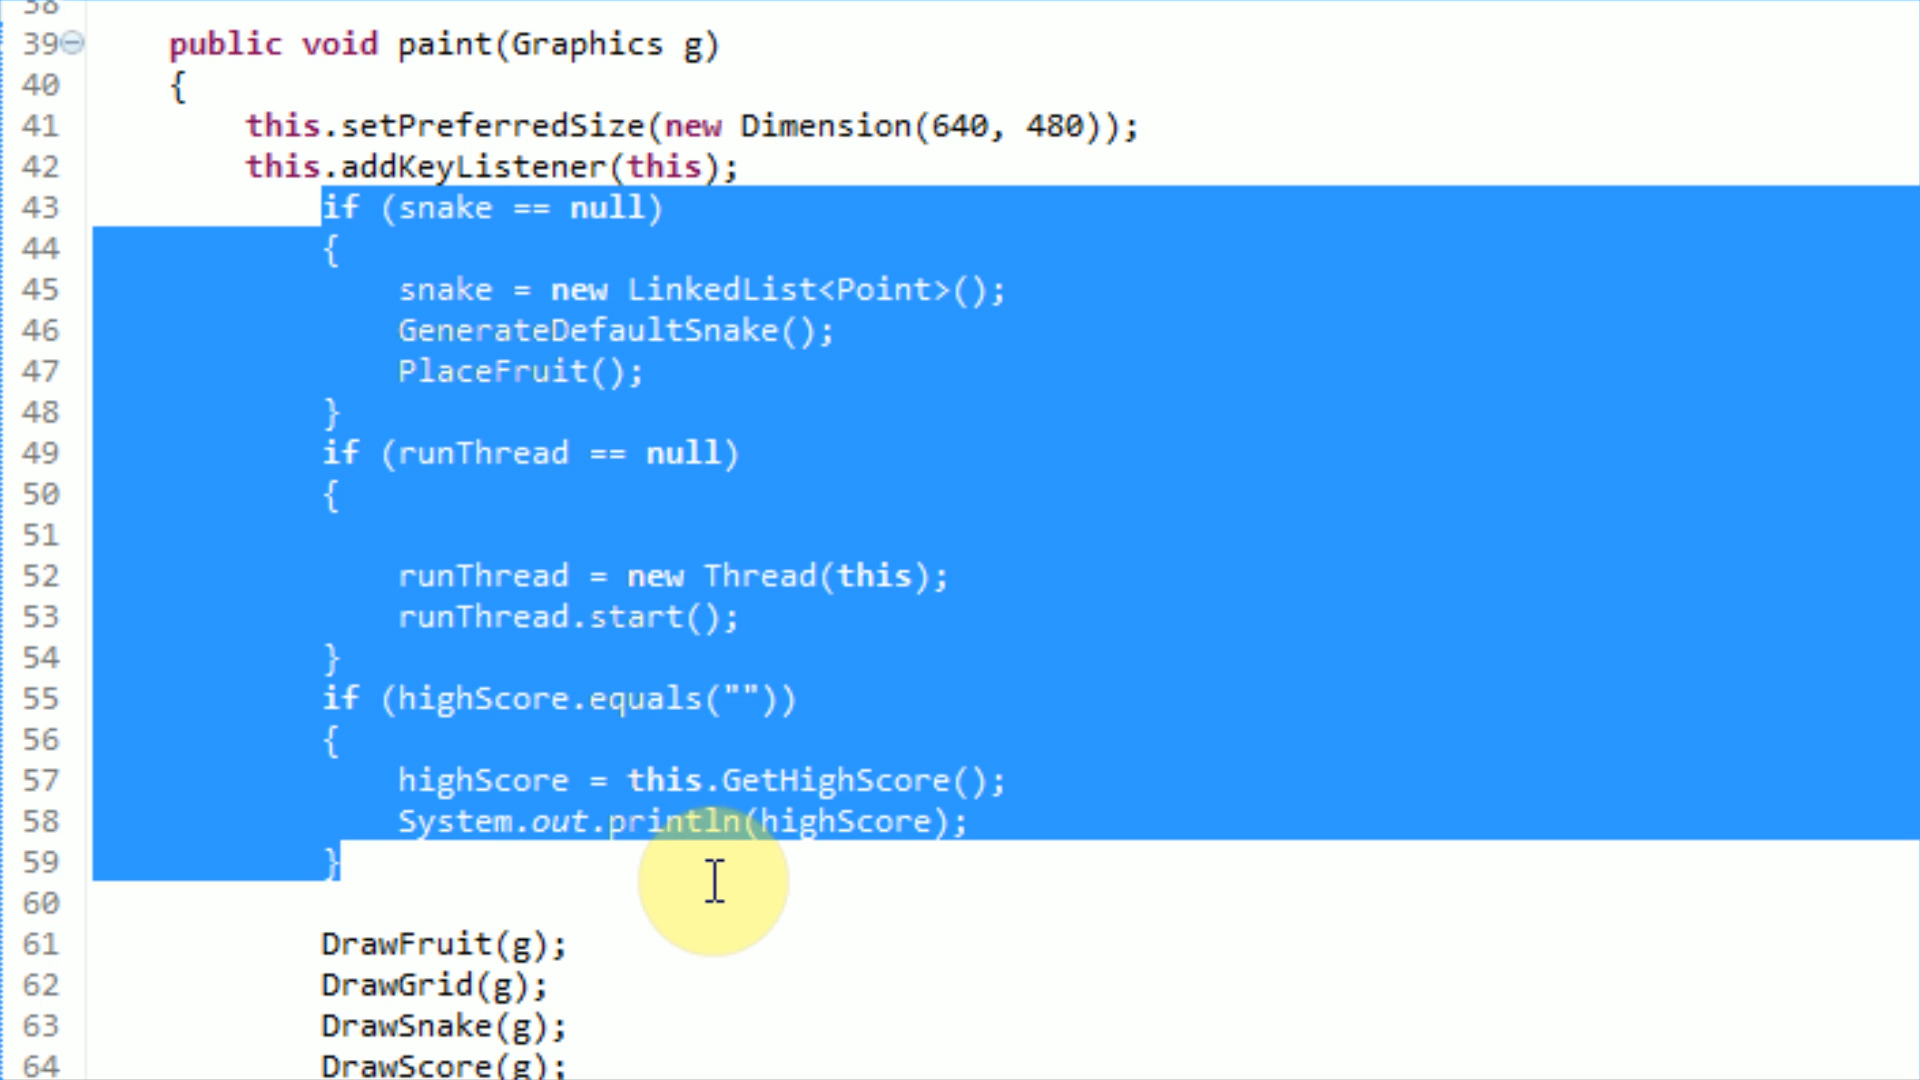 38
39 public void paint(Graphics g)
40 {
41 this.setPreferredSize(new Dimension(640, 480));
42 this.addKeyListener(this);
43 if (snake == null)
44 {
45 snake = new LinkedList<Point>();
46 GenerateDefaultSnake();
47 PlaceFruit();
48 }
49 if (runThread == null)
50 {
51
52 runThread = new Thread(this);
53 runThread.start();
54 }
55 if (highScore.equals(""))
56 {
57 highScore = this.GetHighScore();
58 System.out.println(highScore);
59 }
60
61 DrawFruit(g);
62 DrawGrid(g);
63 DrawSnake(g);
64 DrawScore(g);